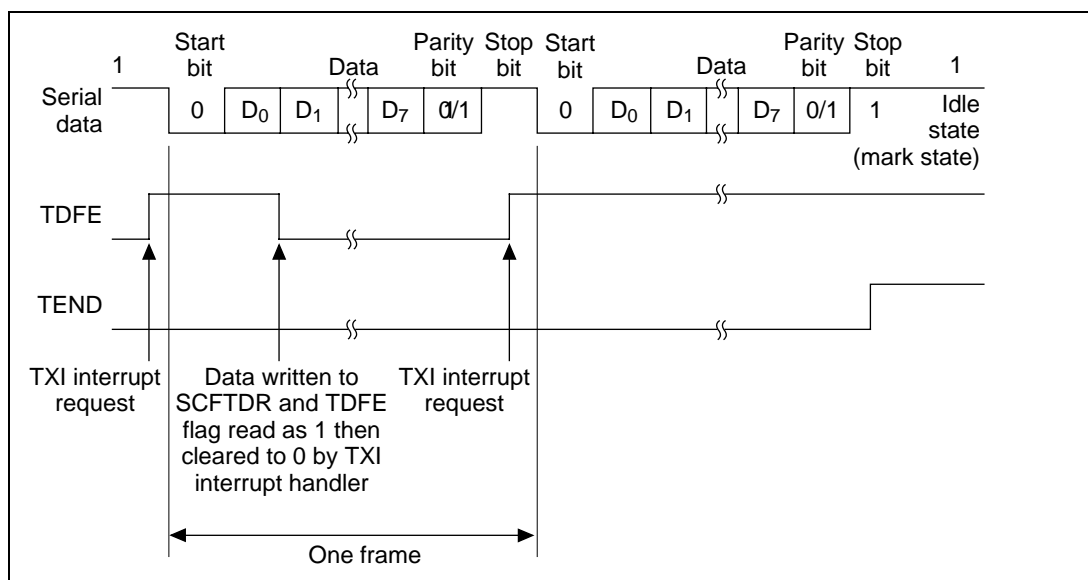 Start bit
Parity bit
Stop bit
Start bit
Parity bit
Stop bit
1
Data
Data
1
Serial data
0
D0
D1
D7
0/1
1
0
D0
D1
D7
0/1
1
Idle state (mark state)
TDFE
TEND
TXI interrupt request
Data written to
SCFTDR and TDFE
flag read as 1 then
cleared to 0 by TXI
interrupt handler
TXI interrupt request
One frame